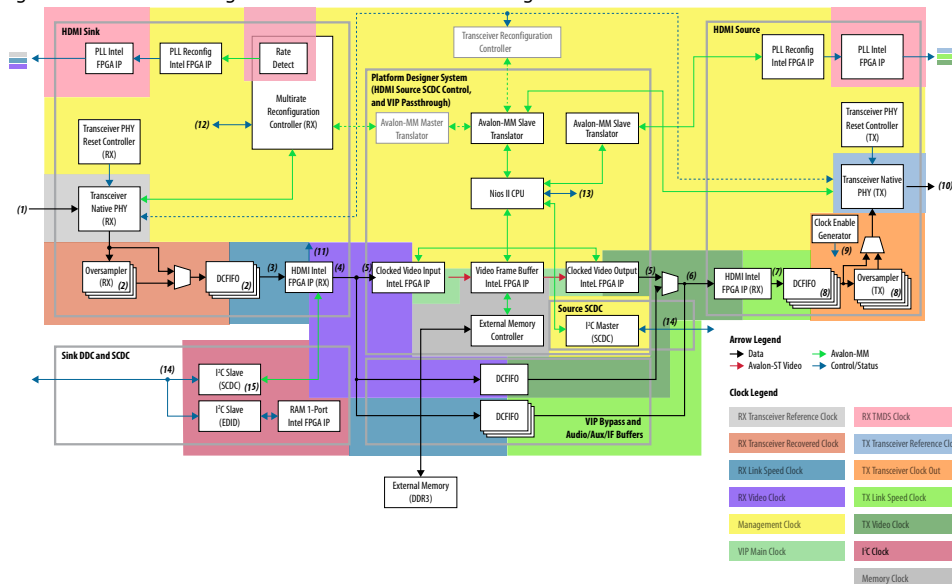 HDMI Sink
PLL Intel
FPGA IP
PLL Reconfig
Intel FPGA IP
Rate
Detect
Multirate
Reconfiguration
Controller (RX)
(12)
Transceiver PHY
Reset Controller
(RX)
(1)
Transceiver
Native PHY
(RX)
Oversampler
(RX)
(2)
DCFIFO
(2)
(3)
(11)
HDMI Intel
FPGA IP (RX)
(4)
Transceiver Reconfiguration
Controller
Platform Designer System
(HDMI Source SCDC Control,
and VIP Passthrough)
Avalon-MM Master
Translator
Avalon-MM Slave
Translator
Avalon-MM Slave
Translator
Nios II CPU
(13)
(5)
Clocked Video Input
InteL FPGA IP
Video Frame Buffer
InteL FPGA IP
Clocked Video Output
InteL FPGA IP
(5)
(6)
External Memory
Controller
Source SCDC
I²C Master
(SCDC)
(14)
HDMI Source
PLL Reconfig
Intel FPGA IP
PLL Intel
FPGA IP
Transceiver PHY
Reset Controller
(TX)
Transceiver Native
PHY (TX)
(10)
Clock Enable
Generator
(9)
HDMI Intel
FPGA IP (RX)
(7)
DCFIFO
(8)
Oversampler
(TX)
(8)
Sink DDC and SCDC
(14)
I²C Slave
(SCDC)
(15)
I²C Slave
(EDID)
RAM 1-Port
Intel FPGA IP
DCFIFO
DCFIFO
VIP Bypass and
Audio/Aux/IF Buffers
External Memory
(DDR3)
Arrow Legend
Data
Avalon-MM
Avalon-ST Video
Control/Status
Clock Legend
RX Transceiver Reference Clock
RX TMDS Clock
RX Transceiver Recovered Clock
TX Transceiver Reference
RX Link Speed Clock
TX Transceiver Clock Out
RX Video Clock
TX Link Speed Clock
Management Clock
TX Video Clock
VIP Main Clock
I²C Clock
Memory Clock